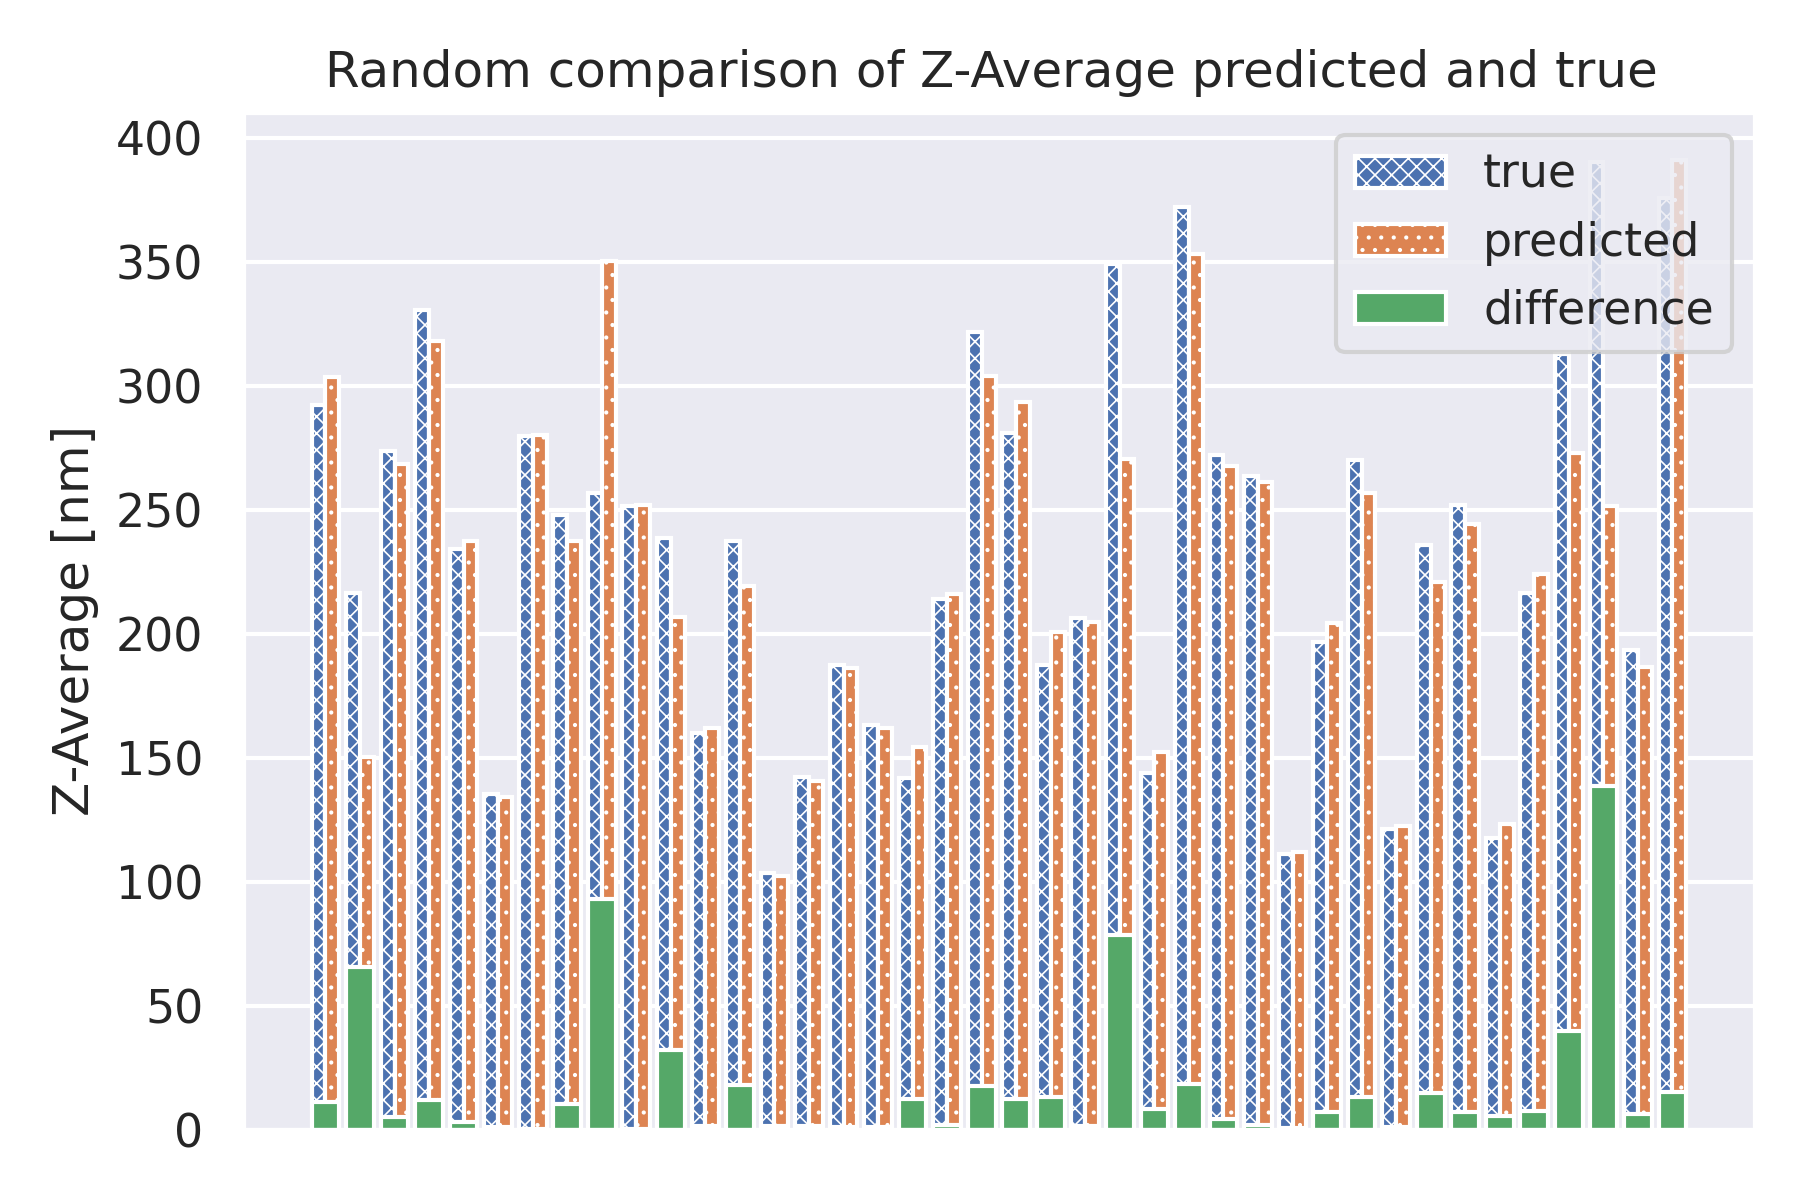 Random comparison of Z-Average predicted and true
Z-Average [nm]
400
350
300
250
200
150
100
50
0
true
predicted
difference